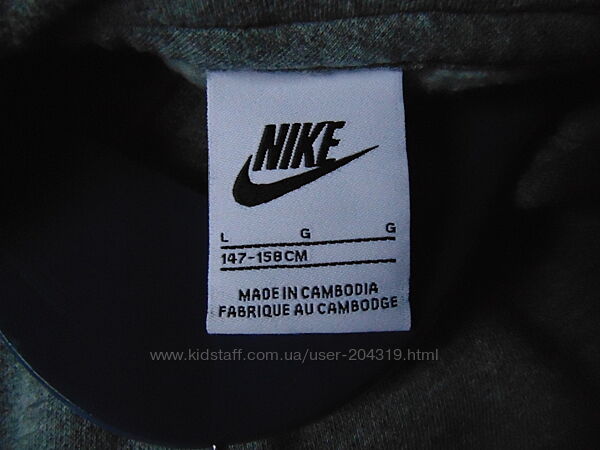 NIKE
L G G
147-158CM
MADE IN CAMBODIA
FABRIQUE AU CAMBODGE
www.kidstaff.com.ua/user-204319.html